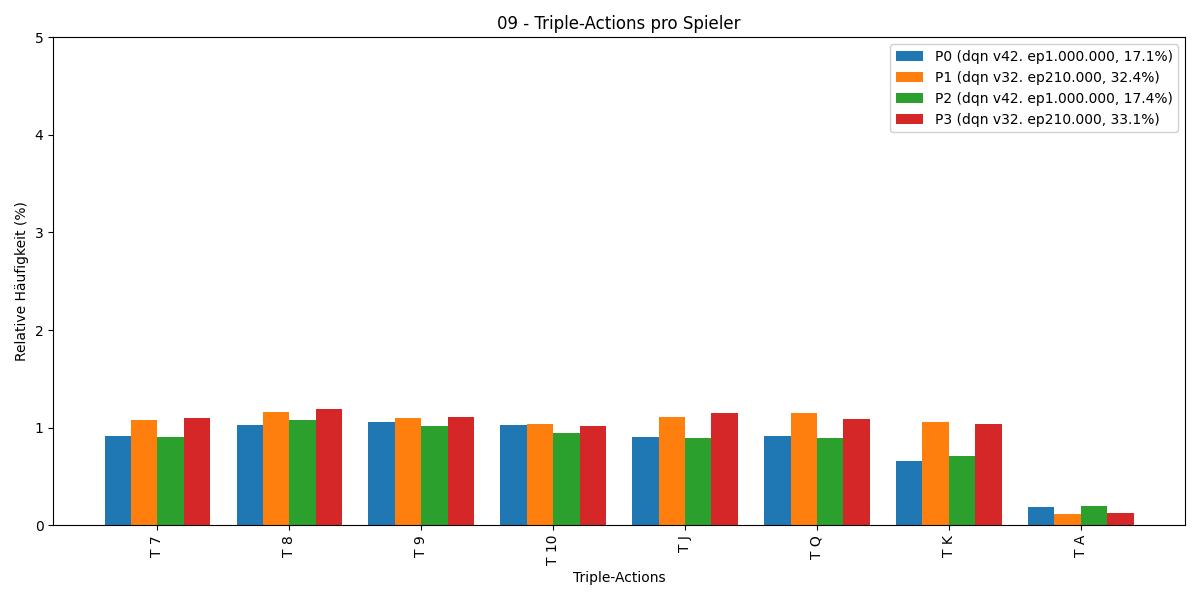 09 - Triple-Actions pro Spieler
P0 (dqn v42. ep1.000.000, 17.1%)
P1 (dqn v32. ep210.000, 32.4%)
P2 (dqn v42. ep1.000.000, 17.4%)
P3 (dqn v32. ep210.000, 33.1%)
Relative Häufigkeit (%)
5
4
3
2
1
0
T 7
T 8
T 9
T 10
T J
T Q
T K
T A
Triple-Actions